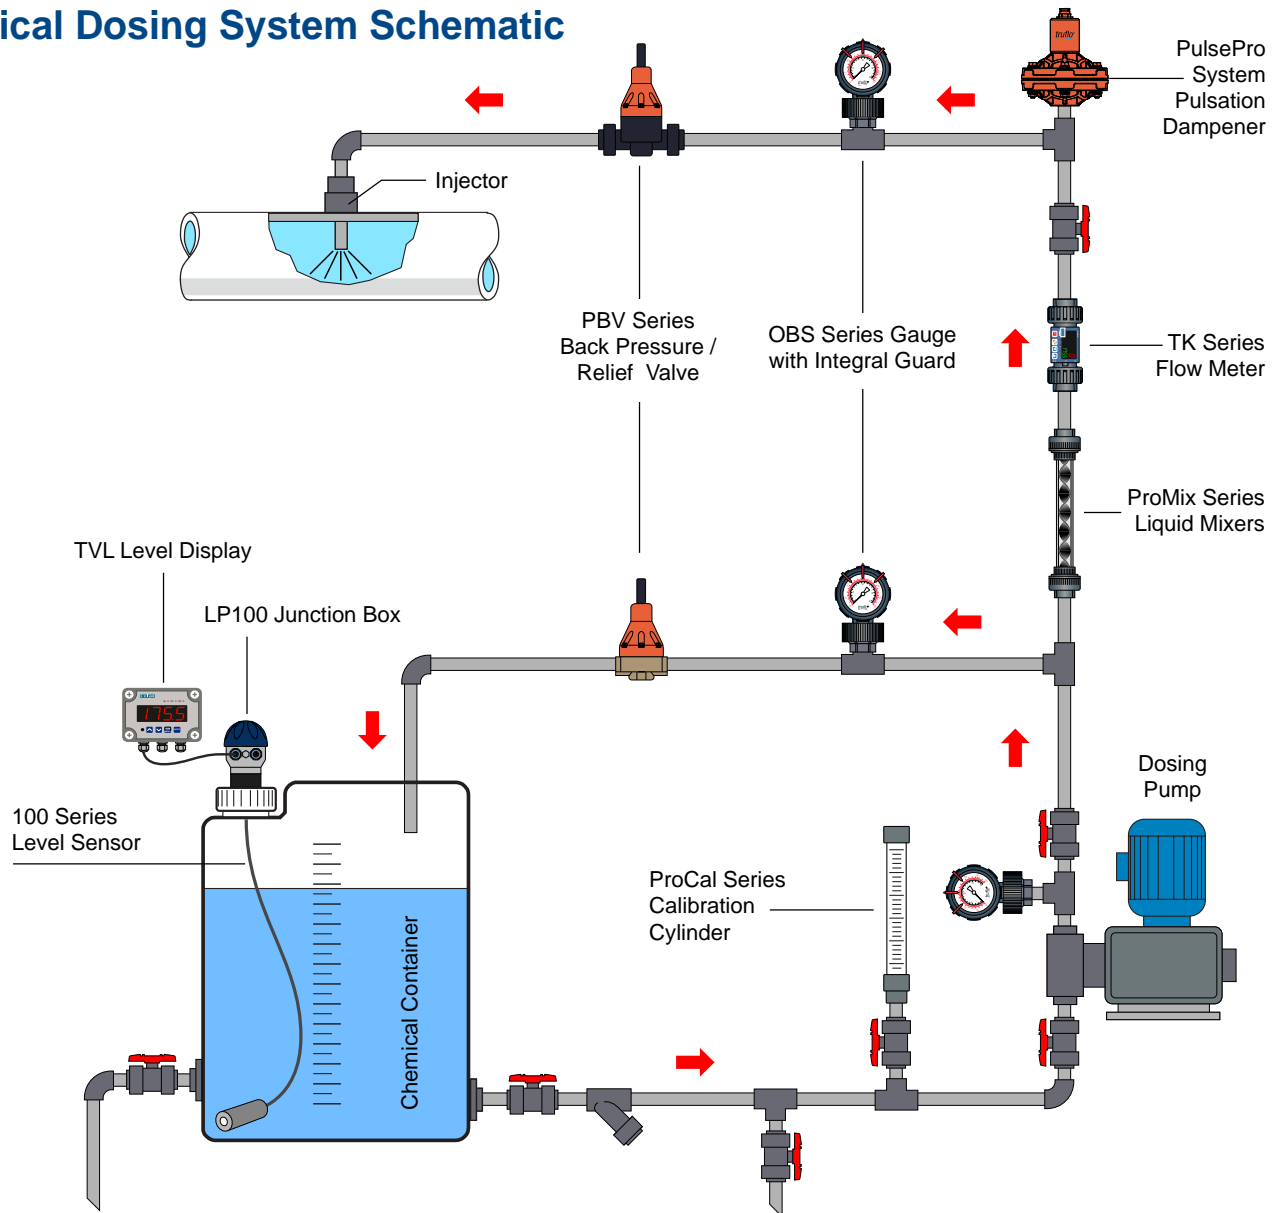 ical Dosing System Schematic
PulsePro
System
Pulsation
Dampener
truflo
Injector
PBV Series
Back Pressure /
Relief Valve
OBS Series Gauge
with Integral Guard
TK Series
Flow Meter
ProMix Series
Liquid Mixers
TVL Level Display
LP100 Junction Box
1755
100 Series
Level Sensor
Chemical Container
ProCal Series
Calibration
Cylinder
Dosing
Pump